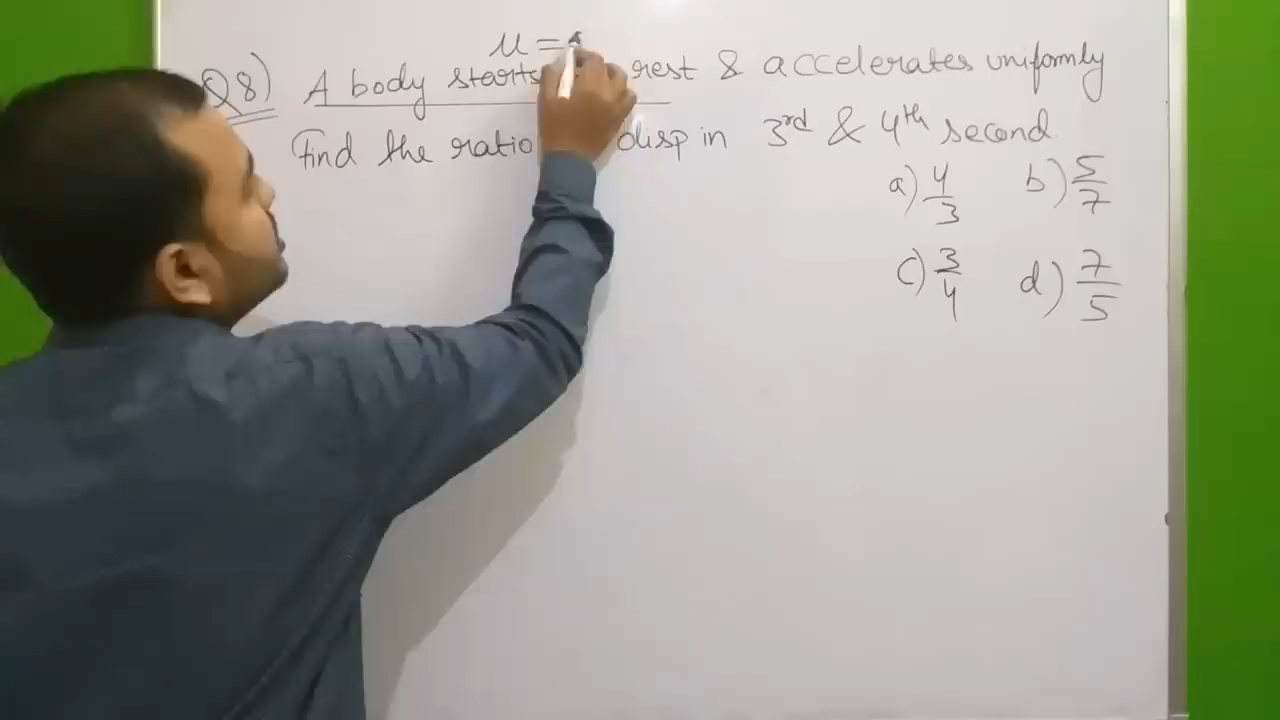 u =
Q8) A body starts rest & accelerates uniformly
Find the ratio disp in 3rd & 4th second
a) 4/3 b) 5/7
c) 3/4 d) 7/5